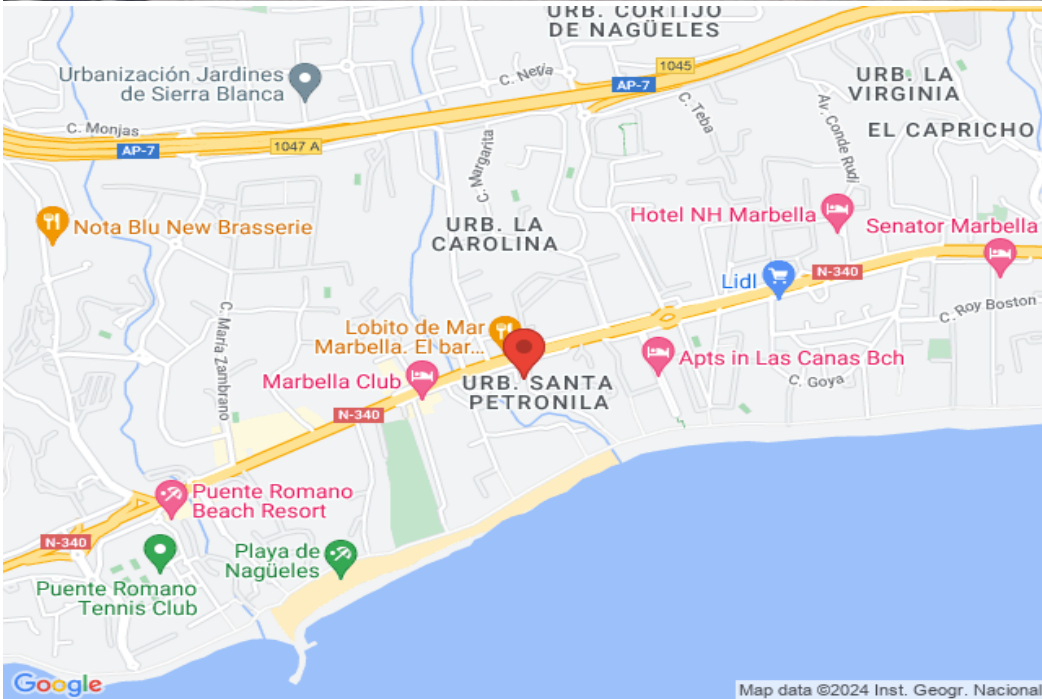 URB. CORTIJO
DE NAGÜELES
1045
AP-7
C. Nevía
Urbanización Jardines
de Sierra Blanca
C. Monjas
AP-7
1047 A
URB. LA
VIRGINIA
C. Teba
Av. Conde Rudi
EL CAPRICHO
C. Margarita
Nota Blu New Brasserie
URB. LA
CAROLINA
Hotel NH Marbella
Senator Marbella
Lidl
N-340
C. Roy Boston
C. María Zambrano
Lobito de Mar
Marbella. El bar...
Apts in Las Canas Bch
Marbella Club
URB. SANTA
PETRONILA
C. Goya
N-340
Puente Romano
Beach Resort
N-340
Playa de
Nagüeles
Puente Romano
Tennis Club
Google
Map data ©2024 Inst. Geogr. Nacional